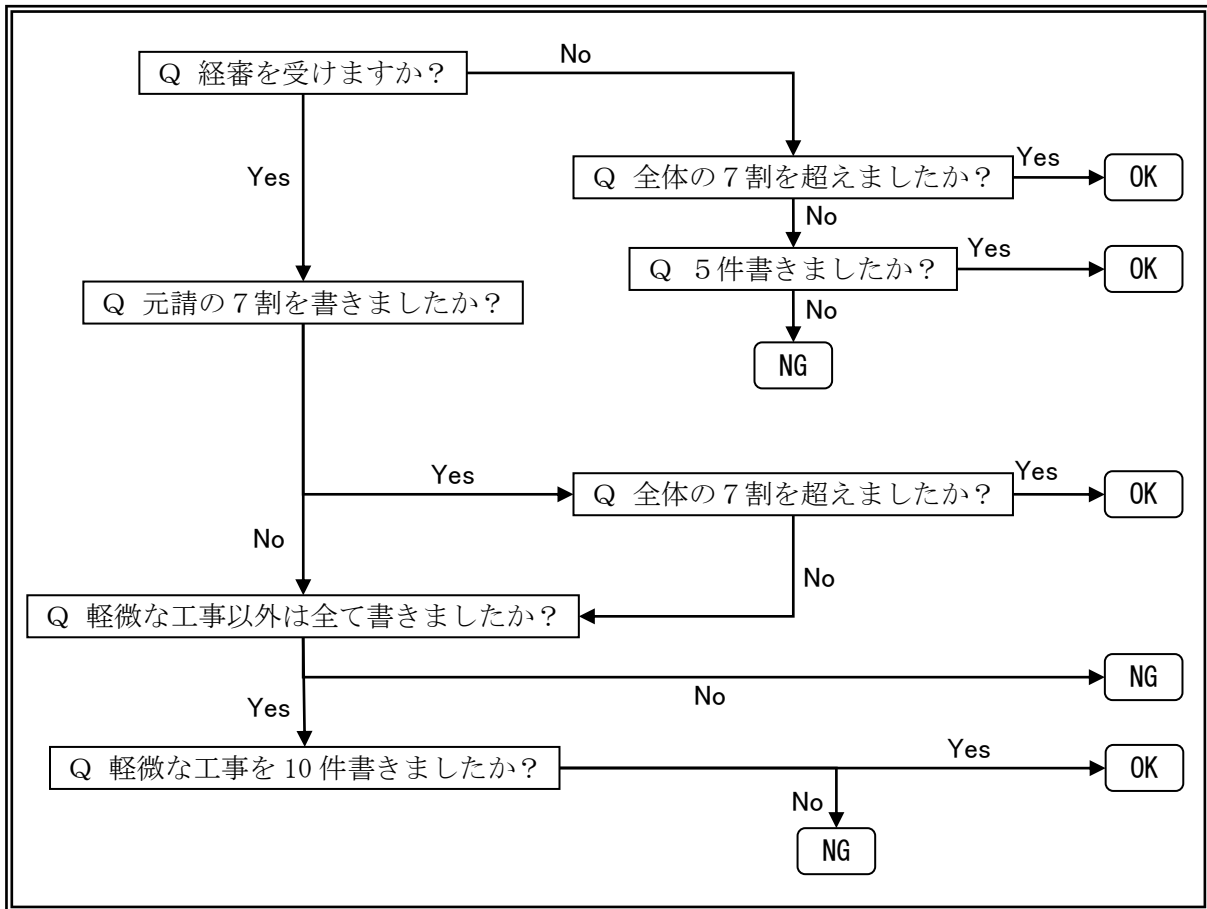 Q 経審を受けますか？
No
Yes
Q 全体の７割を超えましたか？
Yes
OK
No
Q ５件書きましたか？
Yes
OK
No
NG
Q 元請の７割を書きましたか？
Yes
Q 全体の７割を超えましたか？
Yes
OK
No
No
Q 軽微な工事以外は全て書きましたか？
No
NG
Yes
Q 軽微な工事を 10 件書きましたか？
Yes
OK
No
NG